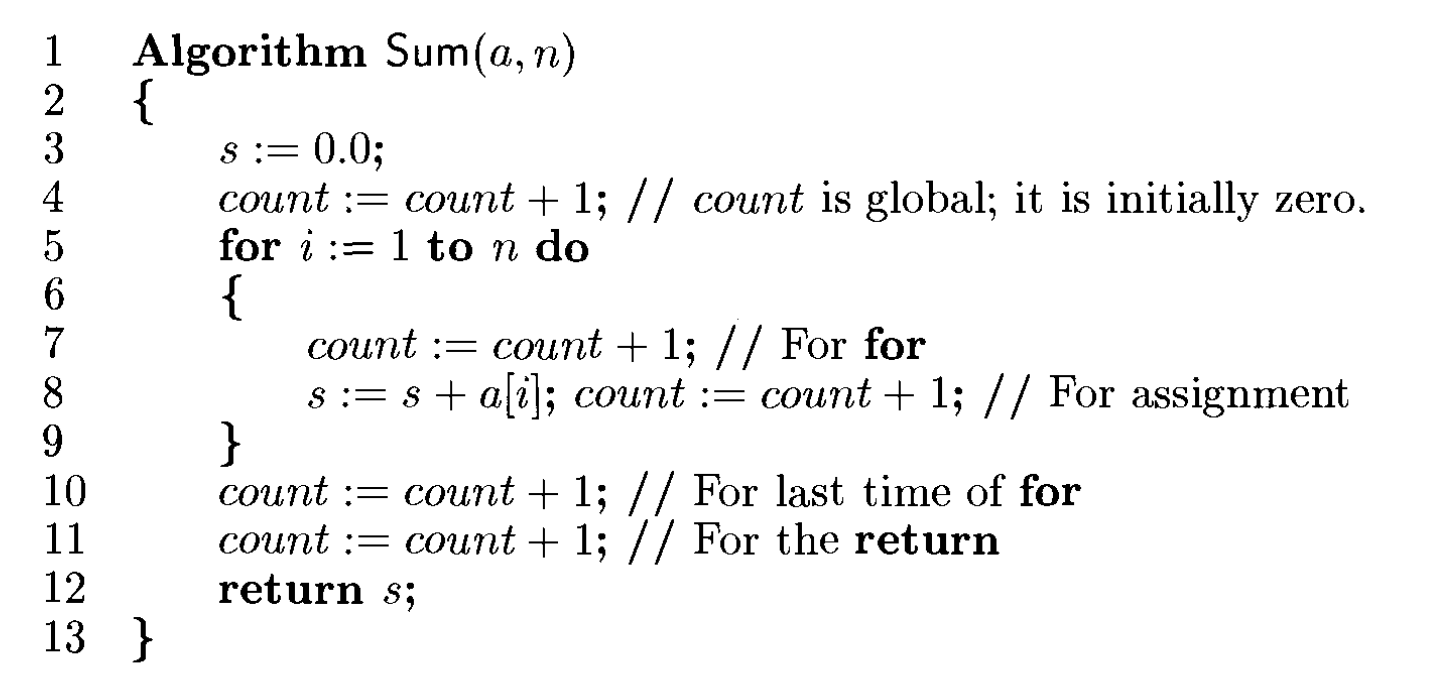 1 Algorithm Sum(a, n)
2 {
3 s := 0.0;
4 count := count + 1; // count is global; it is initially zero.
5 for i := 1 to n do
6 {
7 count := count + 1; // For for
8 s := s + a[i]; count := count + 1; // For assignment
9 }
10 count := count + 1; // For last time of for
11 count := count + 1; // For the return
12 return s;
13 }